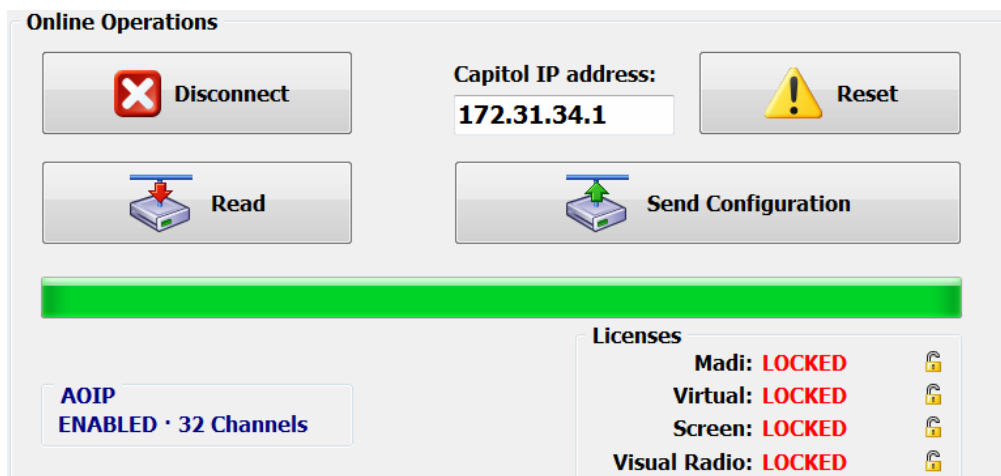 Online Operations
Disconnect
Capitol IP address:
172.31.34.1
Reset
Read
Send Configuration
AOIP
ENABLED · 32 Channels
Licenses
Madi: LOCKED
Virtual: LOCKED
Screen: LOCKED
Visual Radio: LOCKED